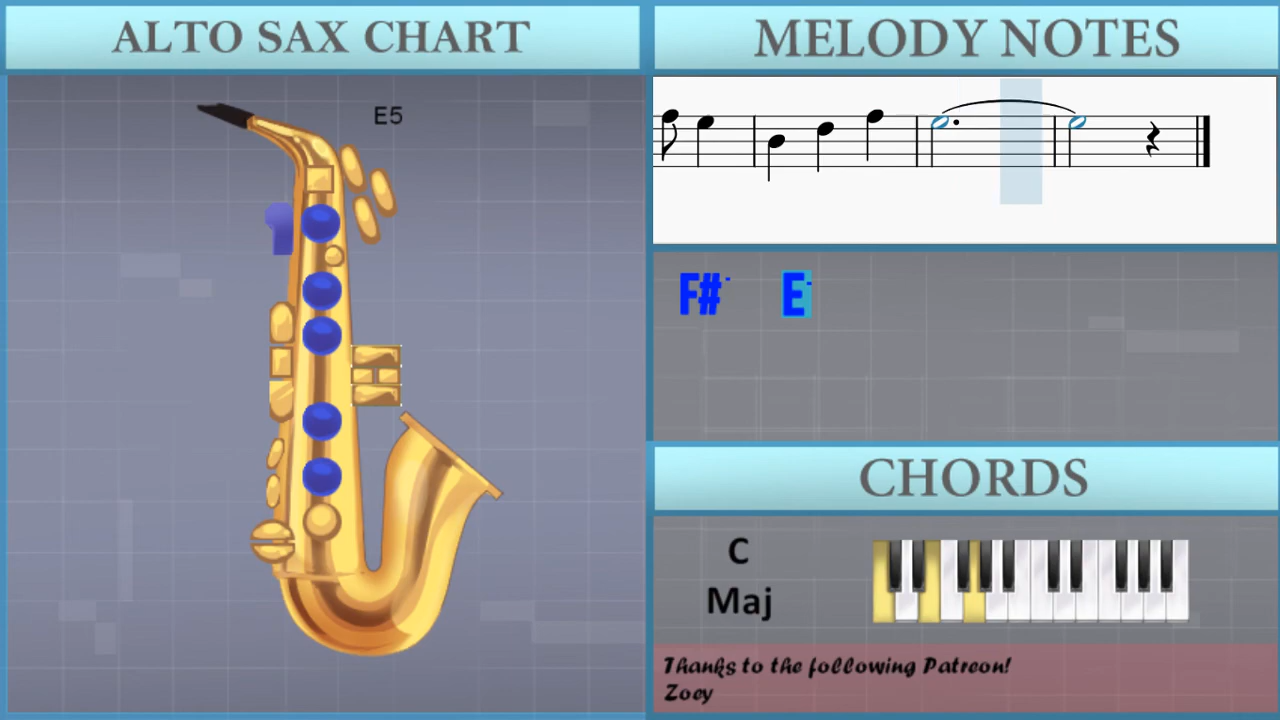 ALTO SAX CHART
E5
MELODY NOTES
F# E
CHORDS
C
Maj
Thanks to the following Patreon!
Zoey